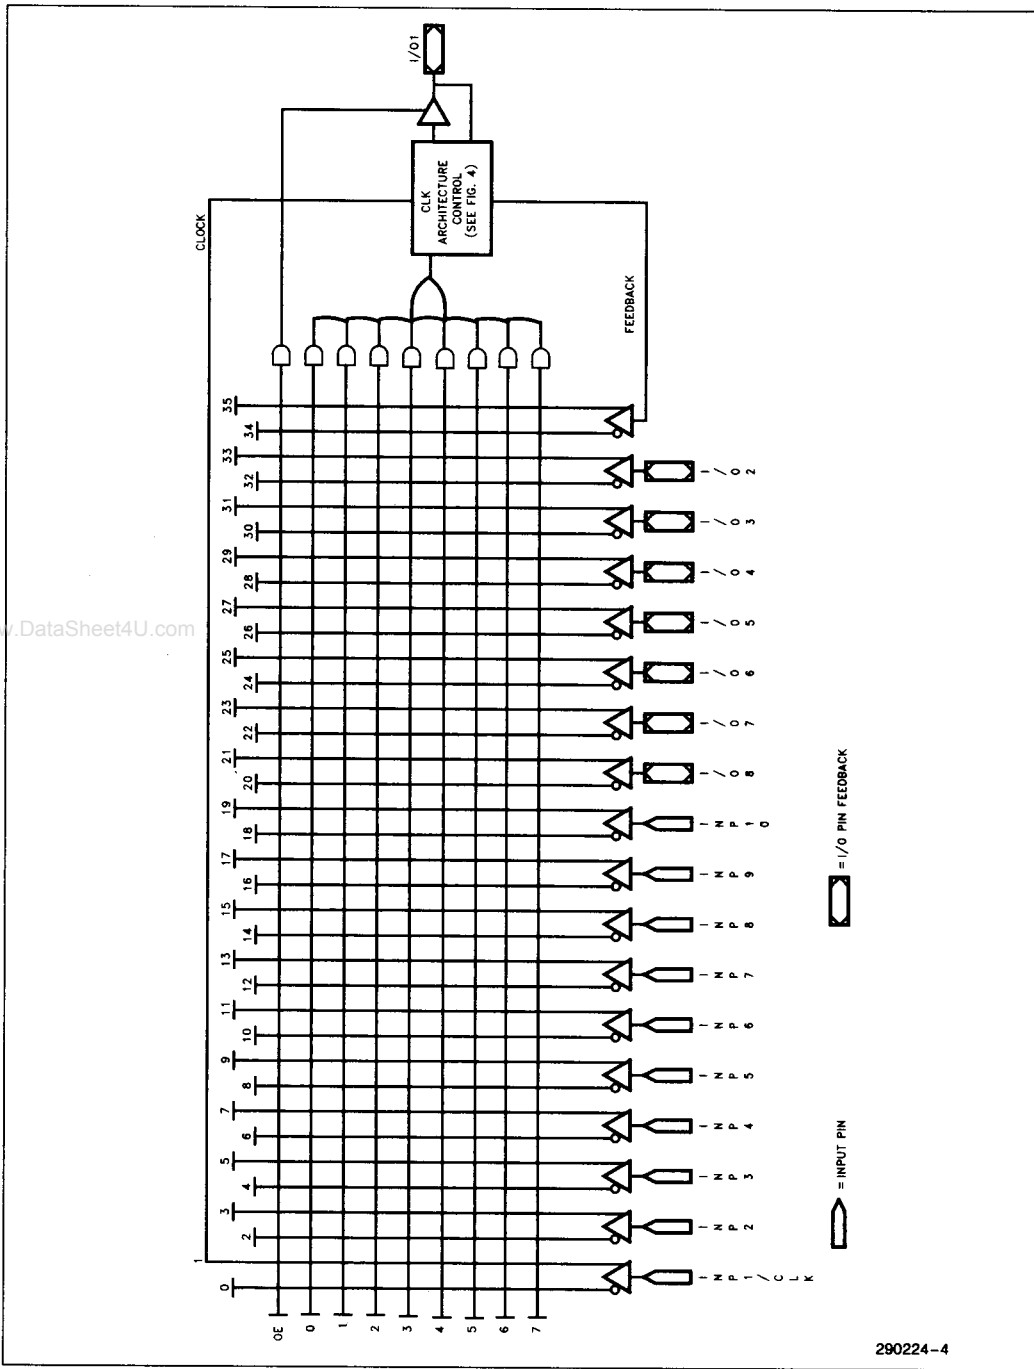 I/O1
CLOCK
CLK
ARCHITECTURE
CONTROL
(SEE FIG. 4)
FEEDBACK
35
34
33
32
31
30
29
28
27
26
25
24
23
22
21
20
19
18
17
16
15
14
13
12
11
10
9
8
7
6
5
4
3
2
1
0
OE
0
1
2
3
4
5
6
7
I/O2
I/O3
I/O4
I/O5
I/O6
I/O7
I/O8
INP10
INP9
INP8
INP7
INP6
INP5
INP4
INP3
INP2
INP1/CLK
= I/O PIN FEEDBACK
= INPUT PIN
w.DataSheet4U.com
290224-4